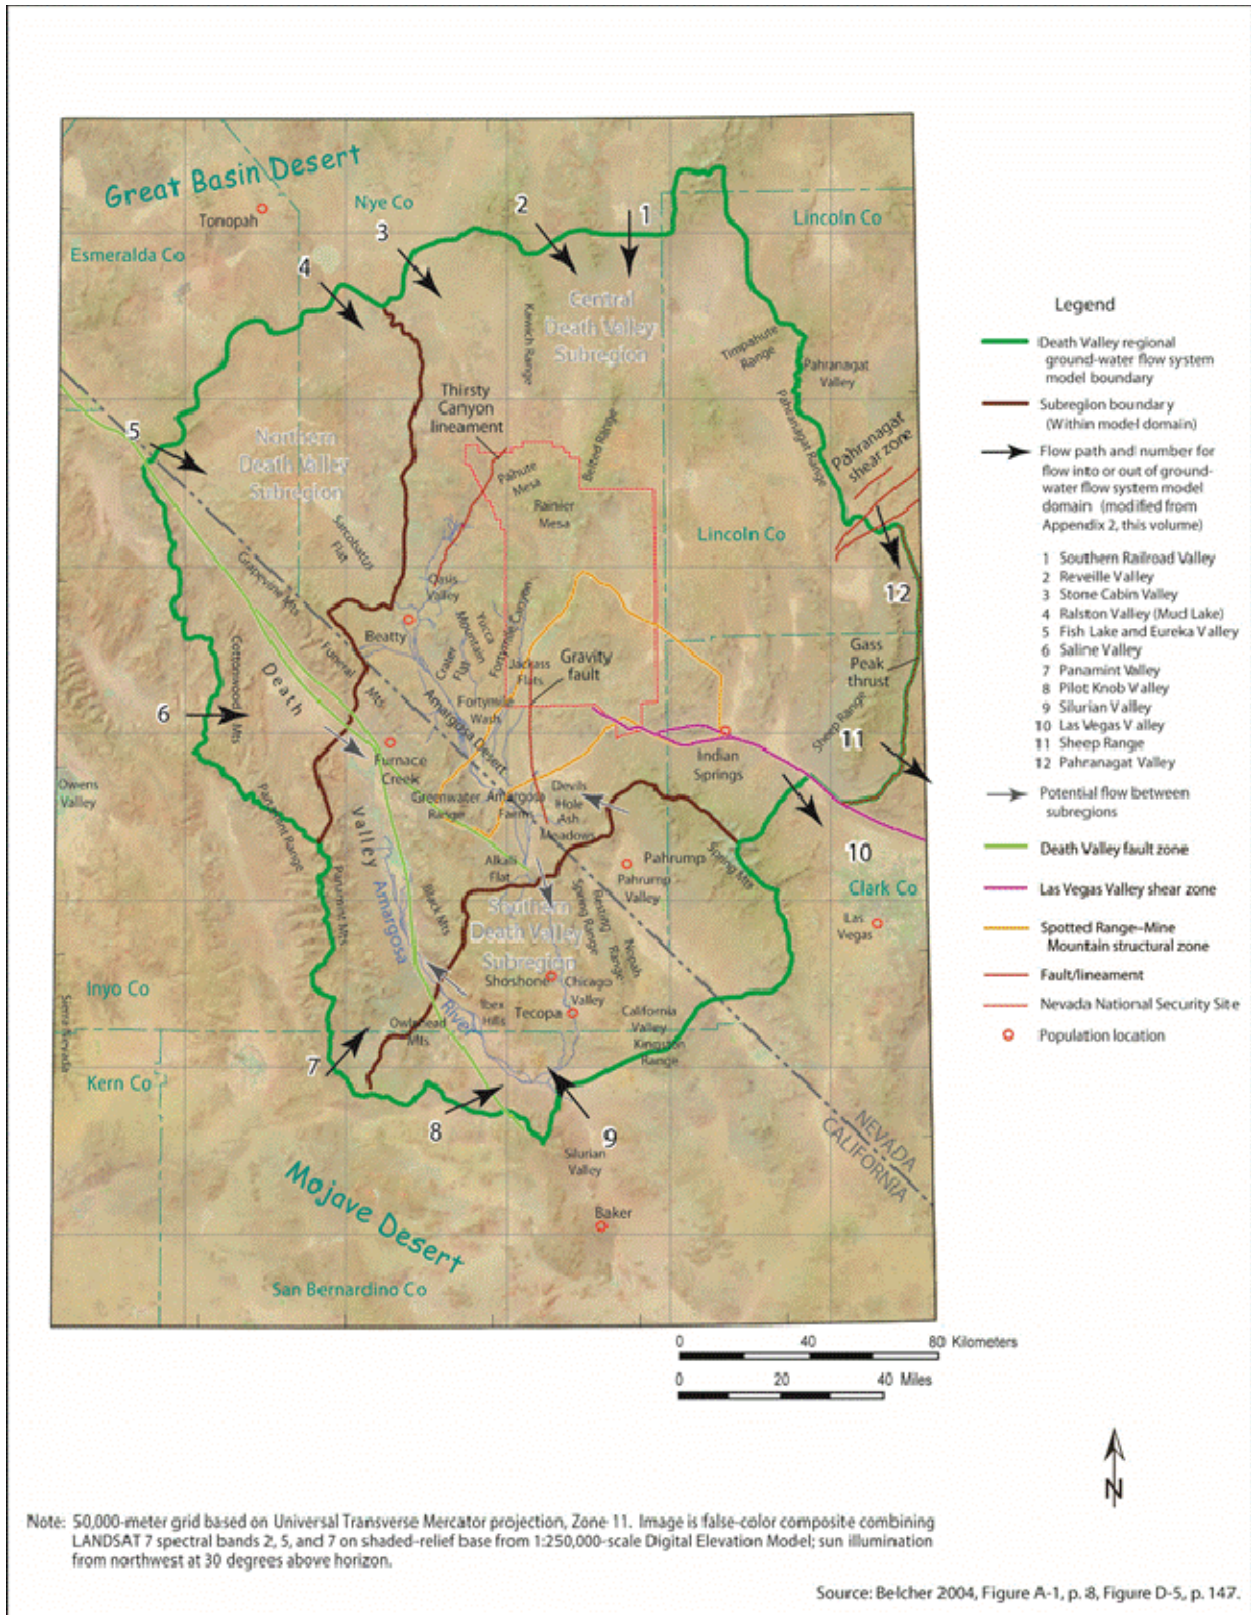 Great Basin Desert
Tonopah
Nye Co
Lincoln Co
Esmeralda Co
1
2
3
4
Central
Death Valley
Subregion
Kawich Range
Timpahute
Range
Pahranagat
Valley
Pahranagat Range
Pahranagat
shear zone
Thirsty
Canyon
lineament
Belted Range
5
Northern
Death Valley
Subregion
Pahute
Mesa
Rainier
Mesa
Lincoln Co
Sarcobatus
Flat
Grapevine Mts
Oasis
Valley
12
Beatty
Crater
Flat
Yucca
Mountain
Fortymile Canyon
Jackass
Flats
Gravity
fault
Gass
Peak
thrust
Funeral
Mts
Cottonwood
Mts
Death
Valley
6
Fortymile
Wash
Amargosa Desert
Sheep Range
11
Furnace
Creek
Indian
Springs
Owens
Valley
Greenwater
Range
Amargosa
Farms
Devils
Hole
Ash
Meadows
Panamint Range
10
Alkali
Flat
Pahrump
Pahrump
Valley
Spring Mts
Clark Co
Las
Vegas
Panamint Mts
Amargosa
River
Black Mts
Southern
Death Valley
Subregion
Resting
Spring Range
Nopah
Range
Shoshone
Chicago
Valley
Inyo Co
Sierra Nevada
Ibex
Hills
Tecopa
California
Valley
Kingston
Range
Owlshead
Mts
7
Kern Co
8
9
Silurian
Valley
NEVADA
CALIFORNIA
Mojave Desert
Baker
San Bernardino Co
Legend
Death Valley regional
ground-water flow system
model boundary
Subregion boundary
(Within model domain)
Flow path and number for
flow into or out of ground-
water flow system model
domain (modified from
Appendix 2, this volume)
1 Southern Railroad Valley
2 Reveille Valley
3 Stone Cabin Valley
4 Ralston Valley (Mud Lake)
5 Fish Lake and Eureka Valley
6 Saline Valley
7 Panamint Valley
8 Pilot Knob Valley
9 Silurian Valley
10 Las Vegas Valley
11 Sheep Range
12 Pahranagat Valley
Potential flow between
subregions
Death Valley fault zone
Las Vegas Valley shear zone
Spotted Range-Mine
Mountain structural zone
Fault/lineament
Nevada National Security Site
Population location
0 40 80 Kilometers
0 20 40 Miles
N
Note: 50,000-meter grid based on Universal Transverse Mercator projection, Zone 11. Image is false-color composite combining
LANDSAT 7 spectral bands 2, 5, and 7 on shaded-relief base from 1:250,000-scale Digital Elevation Model; sun illumination
from northwest at 30 degrees above horizon.
Source: Belcher 2004, Figure A-1, p. 8, Figure D-5, p. 147.